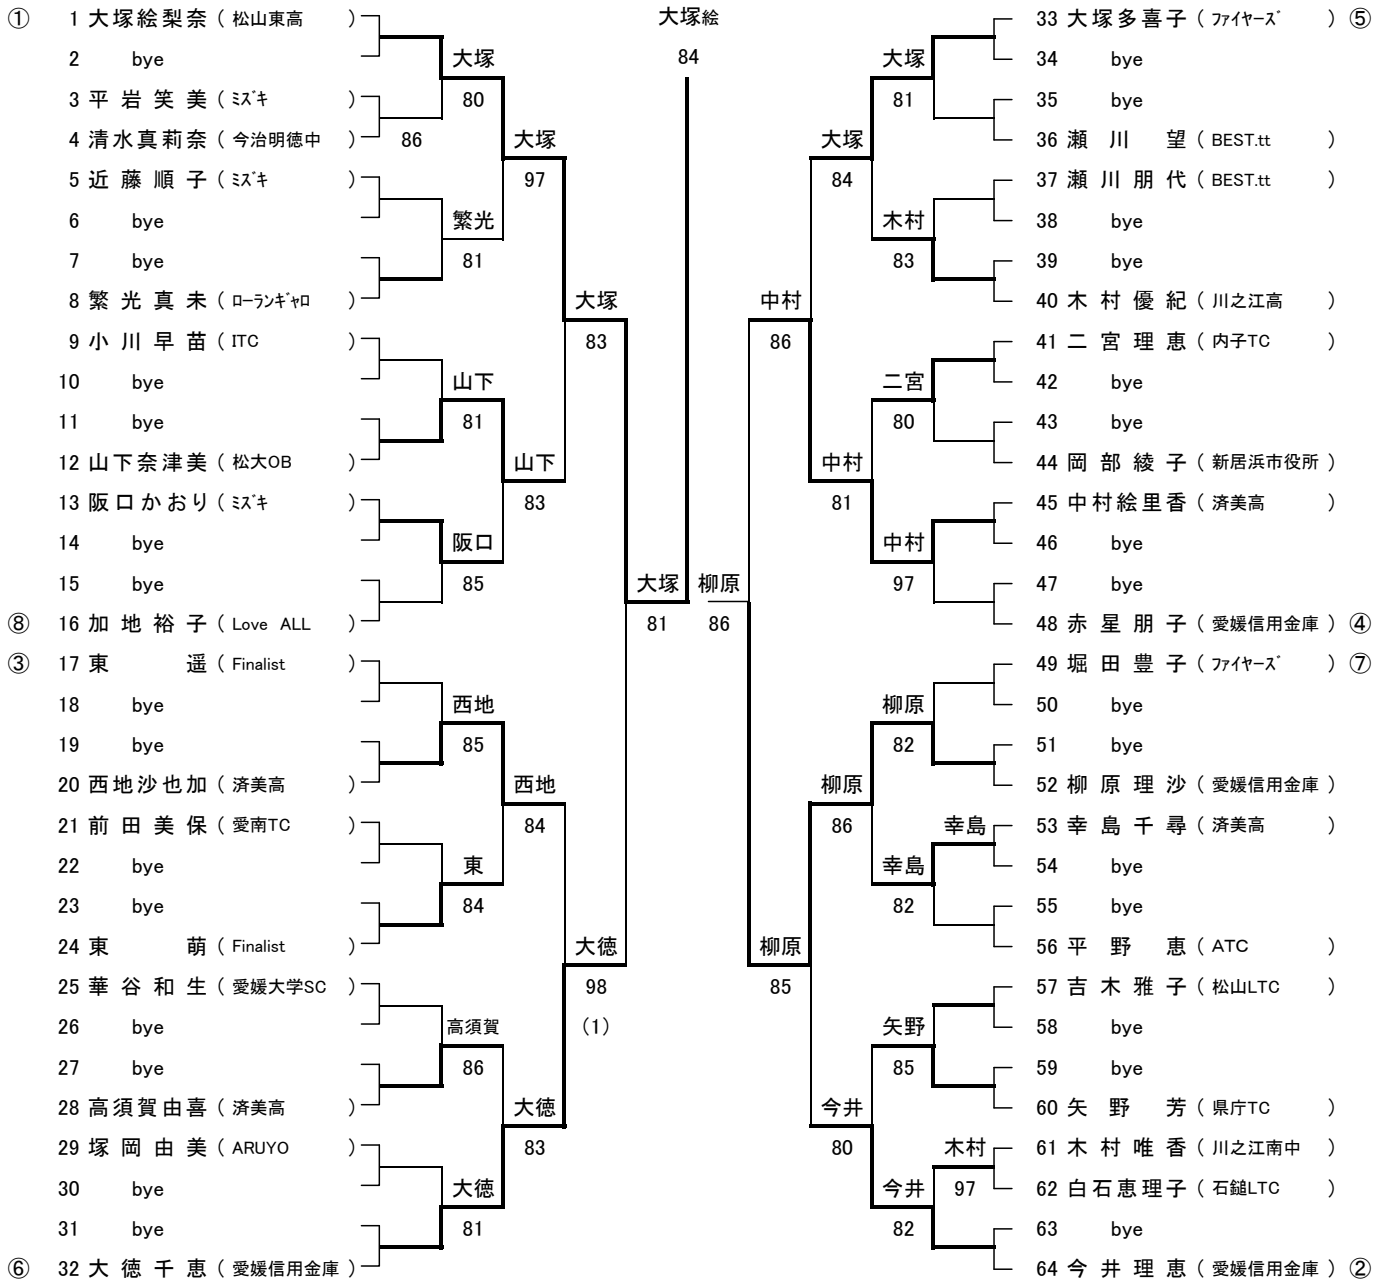 大塚絵
84
① 1 大塚絵梨奈 ( 松山東高 )
2 bye
大塚
80
3 平岩笑美 ( ミズキ )
4 清水真莉奈 ( 今治明徳中 )
86
大塚
97
5 近藤順子 ( ミズキ )
6 bye
繁光
81
7 bye
8 繁光真未 ( ローランギャロ )
大塚
83
9 小川早苗 ( ITC )
10 bye
山下
81
11 bye
12 山下奈津美 ( 松大OB )
山下
83
13 阪口かおり ( ミズキ )
14 bye
阪口
85
15 bye
⑧ 16 加地裕子 ( Love ALL )
大塚
81
③ 17 東遥 ( Finalist )
18 bye
西地
85
19 bye
20 西地沙也加 ( 済美高 )
西地
84
21 前田美保 ( 愛南TC )
22 bye
東
84
23 bye
24 東萌 ( Finalist )
大徳
98
(1)
25 華谷和生 ( 愛媛大学SC )
26 bye
高須賀
86
27 bye
28 高須賀由喜 ( 済美高 )
大徳
83
29 塚岡由美 ( ARUYO )
30 bye
大徳
81
31 bye
⑥ 32 大徳千恵 ( 愛媛信用金庫 )
33 大塚多喜子 ( ファイヤーズ ) ⑤
34 bye
大塚
81
35 bye
36 瀬川望 ( BEST.tt )
大塚
84
37 瀬川朋代 ( BEST.tt )
38 bye
木村
83
39 bye
40 木村優紀 ( 川之江高 )
中村
86
41 二宮理恵 ( 内子TC )
42 bye
二宮
80
43 bye
44 岡部綾子 ( 新居浜市役所 )
中村
81
45 中村絵里香 ( 済美高 )
46 bye
中村
97
47 bye
48 赤星朋子 ( 愛媛信用金庫 ) ④
柳原
86
49 堀田豊子 ( ファイヤーズ ) ⑦
50 bye
柳原
82
51 bye
52 柳原理沙 ( 愛媛信用金庫 )
柳原
86
幸島
53 幸島千尋 ( 済美高 )
54 bye
幸島
82
55 bye
56 平野恵 ( ATC )
柳原
85
57 吉木雅子 ( 松山LTC )
58 bye
矢野
85
59 bye
60 矢野芳 ( 県庁TC )
今井
80
木村
97
61 木村唯香 ( 川之江南中 )
62 白石恵理子 ( 石鎚LTC )
今井
82
63 bye
64 今井理恵 ( 愛媛信用金庫 ) ②